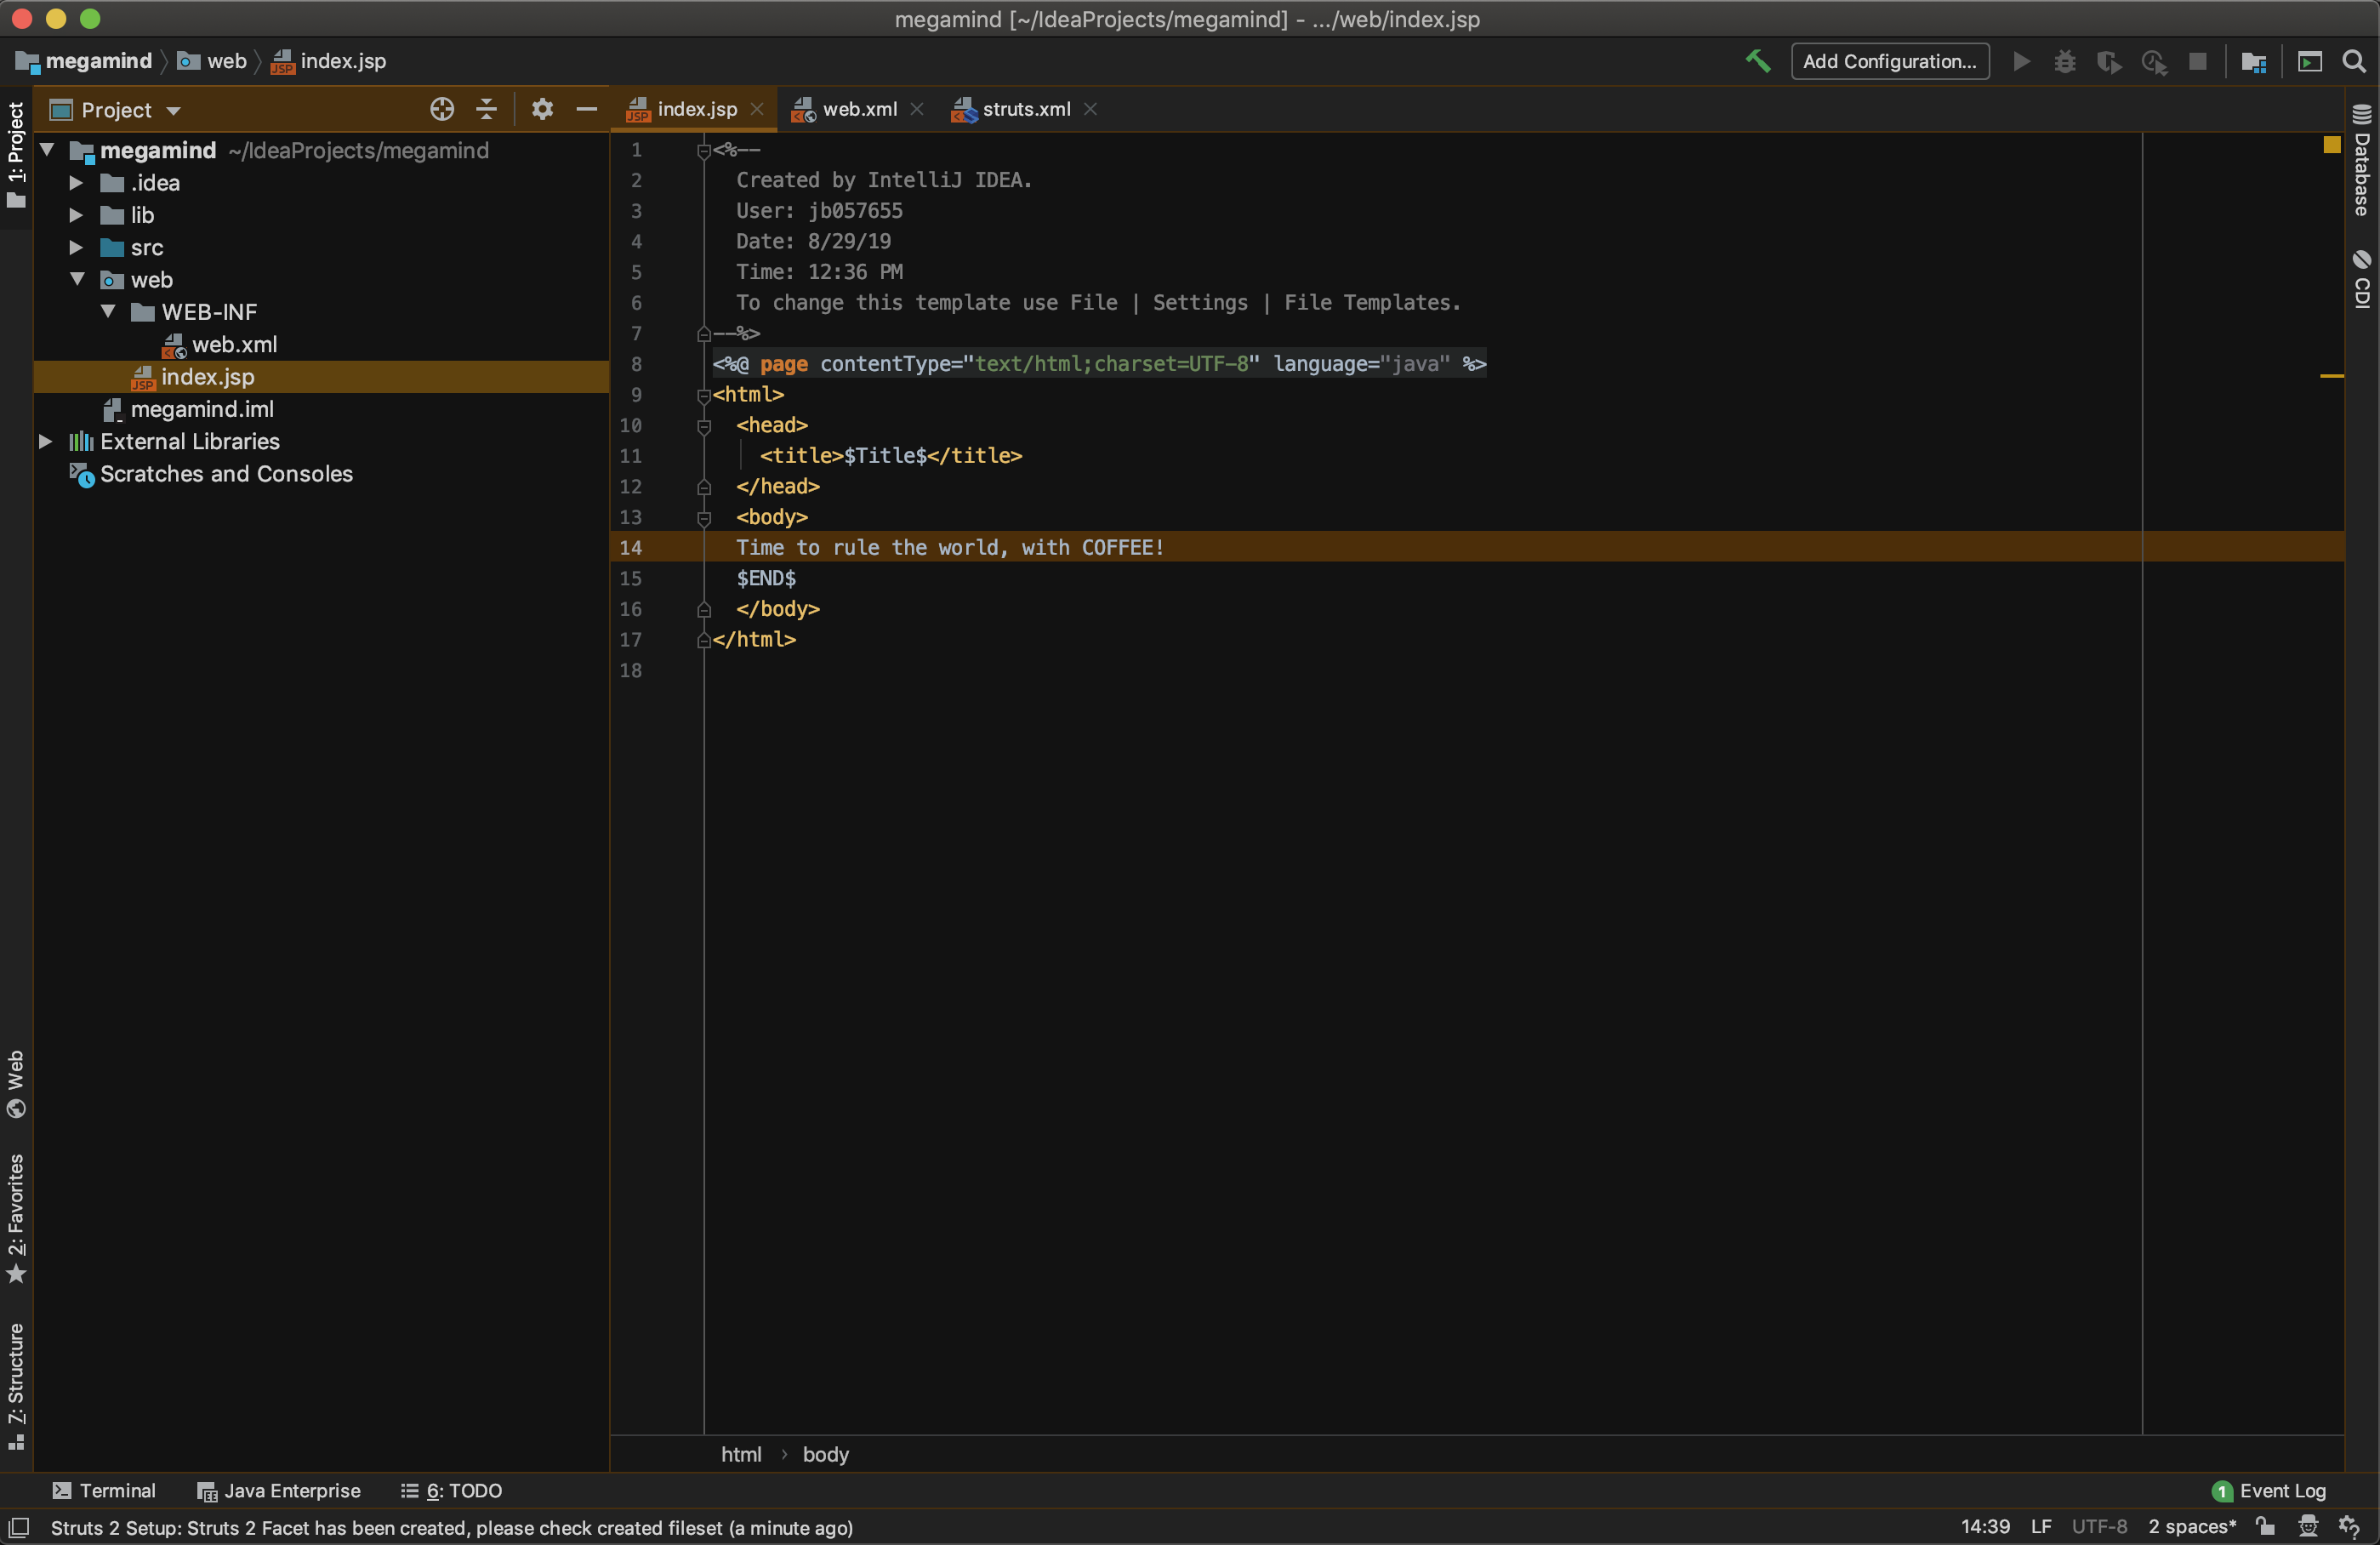 megamind [~/IdeaProjects/megamind] - .../web/index.jsp
megamind web index.jsp
Add Configuration...
1: Project
Project
index.jsp
web.xml
struts.xml
megamind ~/IdeaProjects/megamind
.idea
lib
src
web
WEB-INF
web.xml
index.jsp
megamind.iml
External Libraries
Scratches and Consoles
1 <%--
2 Created by IntelliJ IDEA.
3 User: jb057655
4 Date: 8/29/19
5 Time: 12:36 PM
6 To change this template use File | Settings | File Templates.
7 --%>
8 <%@ page contentType="text/html;charset=UTF-8" language="java" %>
9 <html>
10 <head>
11 <title>$Title$</title>
12 </head>
13 <body>
14 Time to rule the world, with COFFEE!
15 $END$
16 </body>
17 </html>
18
Database
CDI
Web
2: Favorites
7: Structure
html › body
Terminal
Java Enterprise
6: TODO
1 Event Log
Struts 2 Setup: Struts 2 Facet has been created, please check created fileset (a minute ago)
14:39 LF UTF-8 2 spaces*